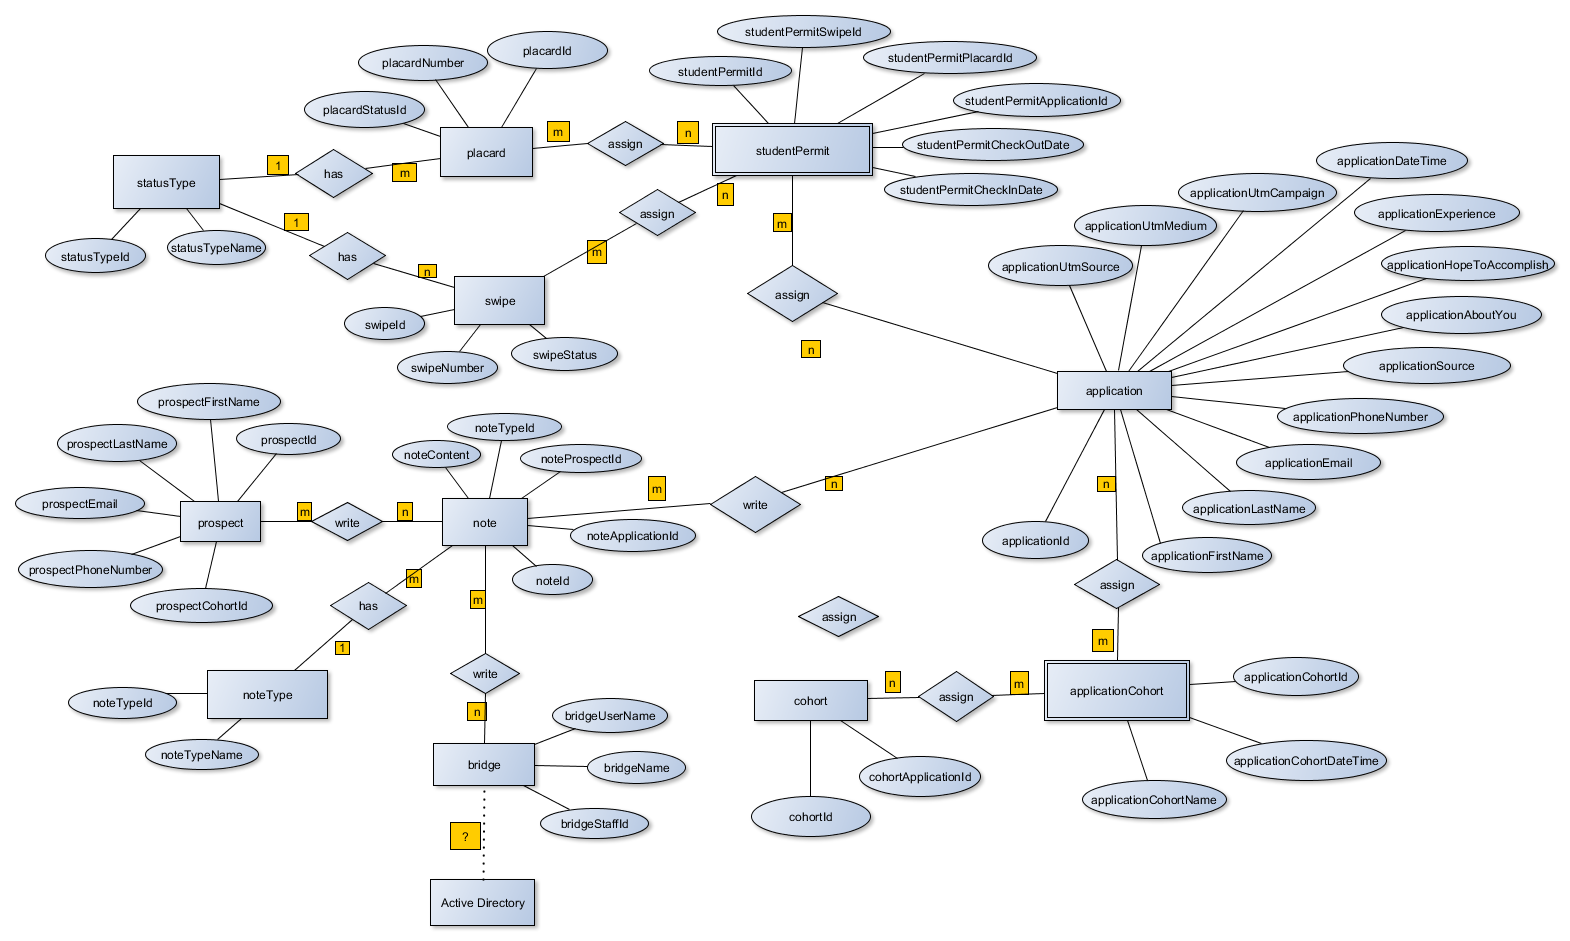 studentPermitSwipeId
placardId
studentPermitPlacardId
placardNumber
studentPermitId
placardStatusId
studentPermitApplicationId
m
n
assign
studentPermitCheckOutDate
placard
studentPermit
applicationDateTime
1
has
m
statusType
studentPermitCheckInDate
applicationUtmCampaign
n
assign
applicationExperience
1
m
applicationUtmMedium
statusTypeName
statusTypeId
has
m
applicationHopeToAccomplish
applicationUtmSource
n
assign
swipe
applicationAboutYou
swipeId
n
swipeStatus
swipeNumber
applicationSource
application
prospectFirstName
applicationPhoneNumber
noteTypeId
prospectLastName
prospectId
noteContent
noteProspectId
applicationEmail
n
n
m
prospectEmail
write
applicationLastName
m
n
prospect
write
note
noteApplicationId
applicationId
applicationFirstName
prospectPhoneNumber
m
noteId
assign
prospectCohortId
has
m
assign
m
1
write
applicationCohortId
noteType
n
m
applicationCohort
cohort
assign
noteTypeId
n
bridgeUserName
noteTypeName
bridge
bridgeName
cohortApplicationId
applicationCohortDateTime
applicationCohortName
cohortId
bridgeStaffId
?
Active Directory